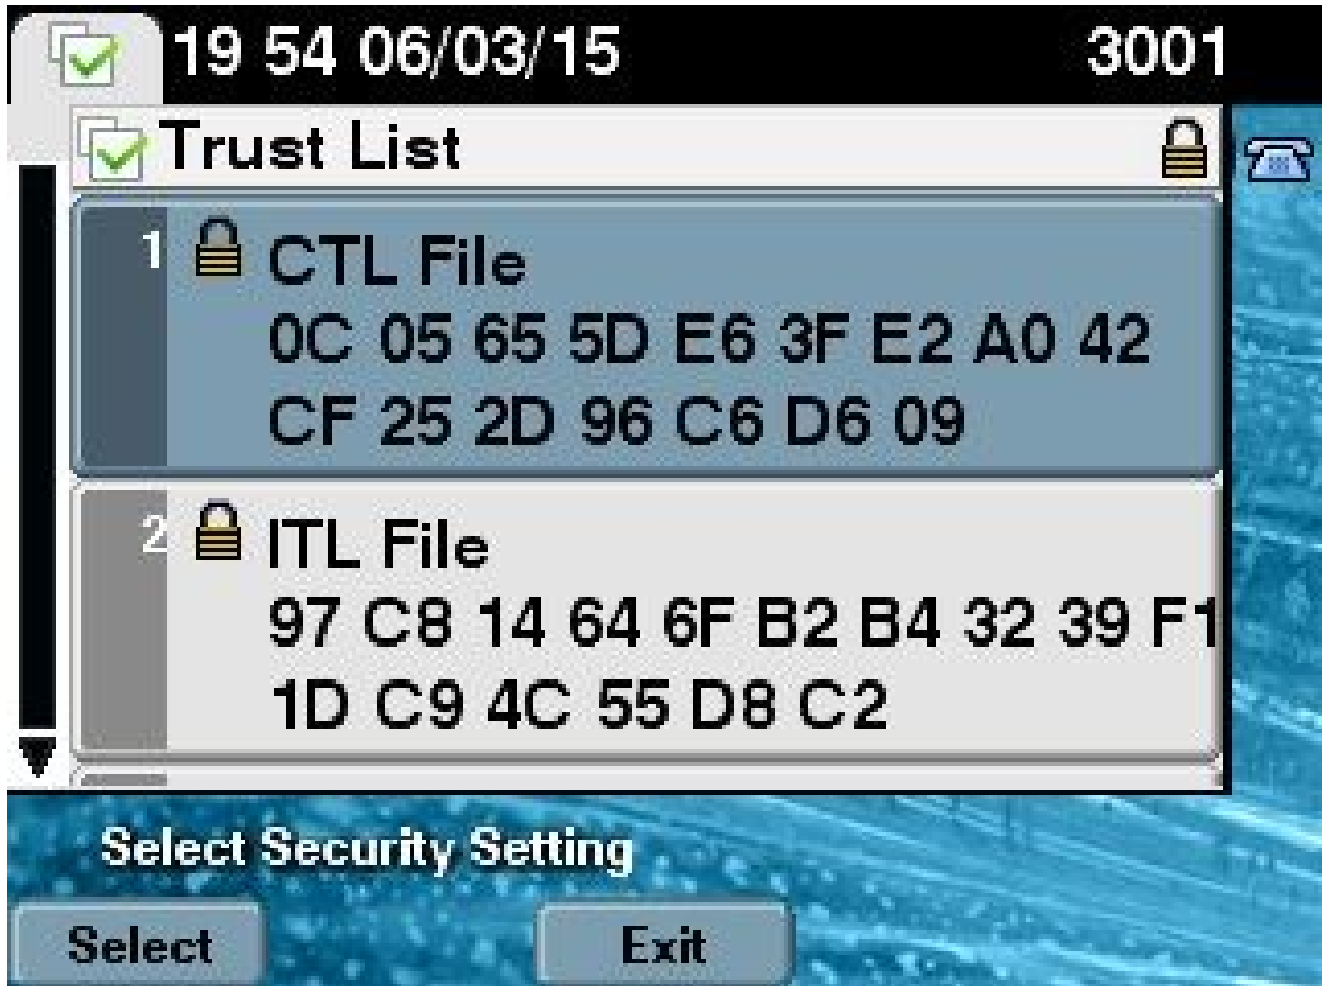 19 54 06/03/15 3001
Trust List
1 CTL File
0C 05 65 5D E6 3F E2 A0 42
CF 25 2D 96 C6 D6 09
2 ITL File
97 C8 14 64 6F B2 B4 32 39 F1
1D C9 4C 55 D8 C2
Select Security Setting
Select Exit